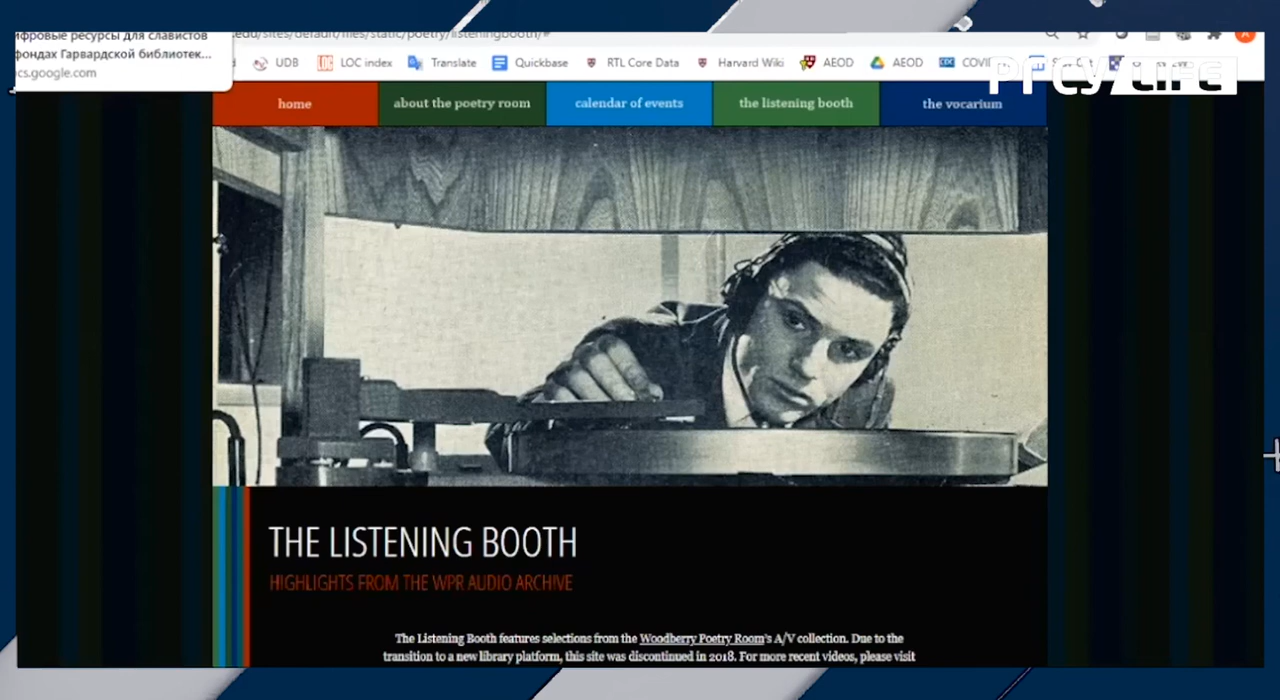 ифровые ресурсы для славистов
фондах Гарвардской библиотек...
cs.google.com
.edu/sites/default/files/static/poetry/listeningbooth/#
UDB
LOC index
Translate
Quickbase
RTL Core Data
Harvard Wiki
AEOD
AEOD
home
about the poetry room
calendar of events
the listening booth
the vocarium
THE LISTENING BOOTH
HIGHLIGHTS FROM THE WPR AUDIO ARCHIVE
The Listening Booth features selections from the Woodberry Poetry Room's A/V collection. Due to the
transition to a new library platform, this site was discontinued in 2018. For more recent videos, please visit